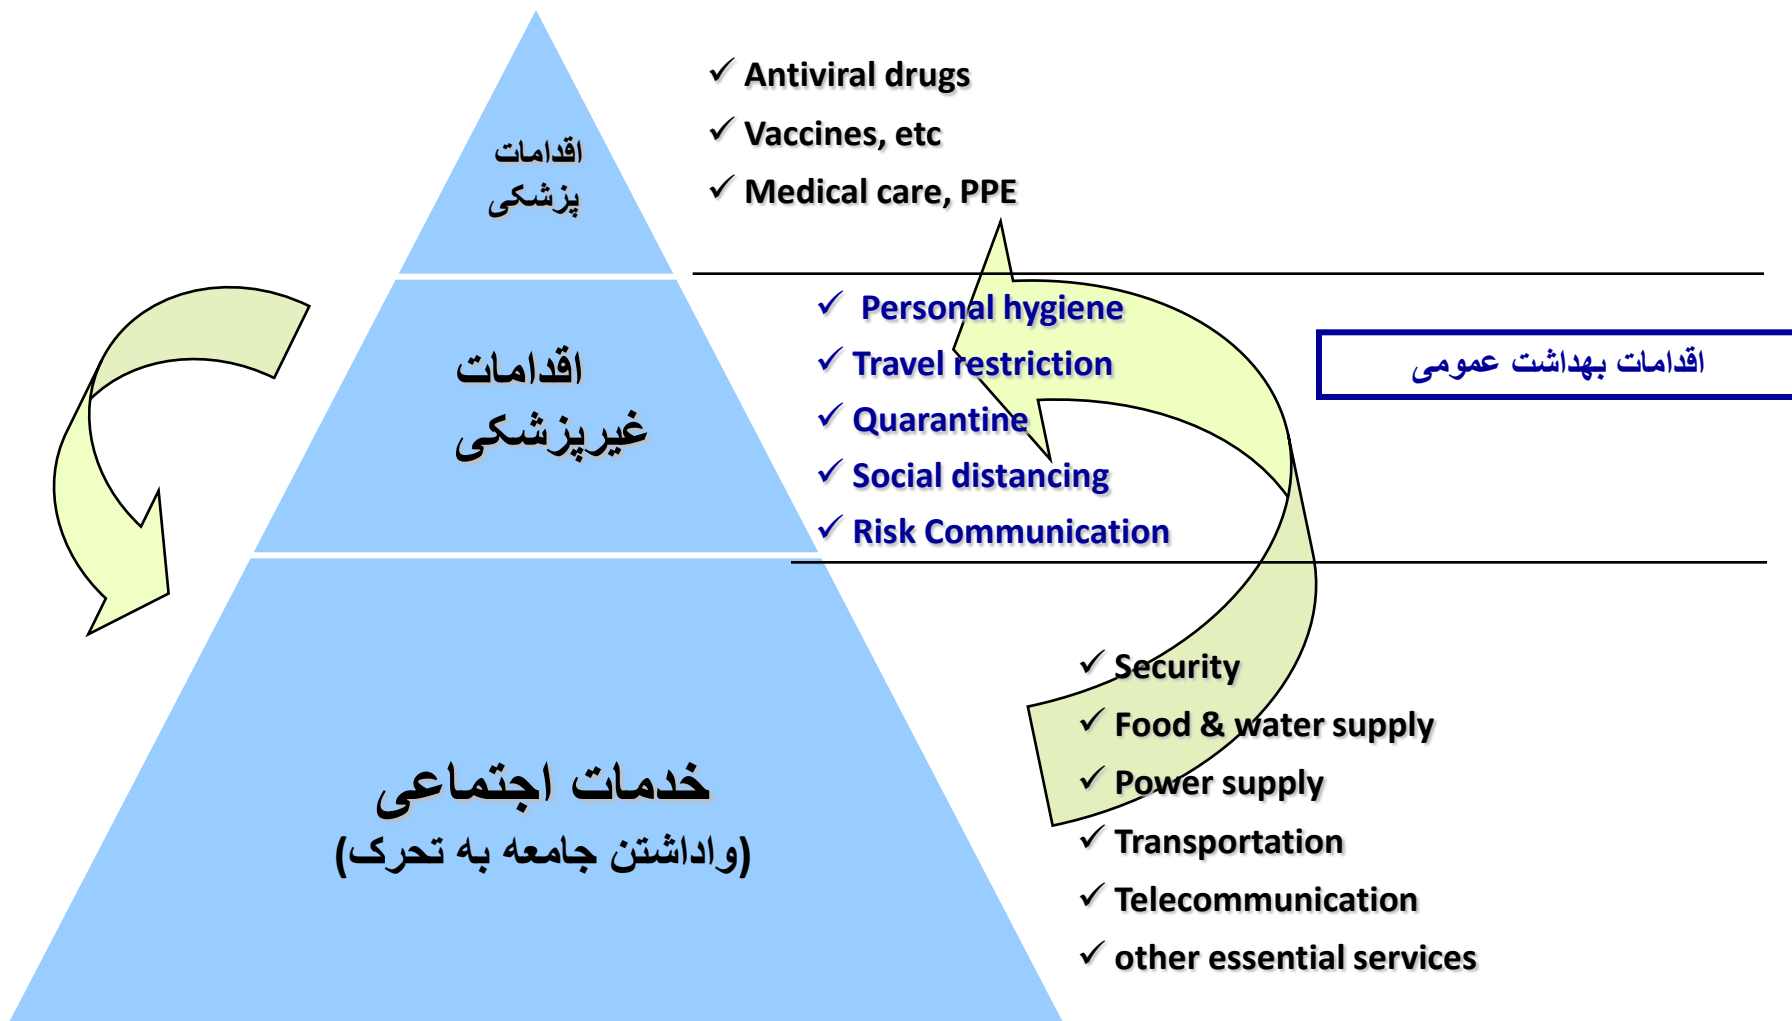 ✓ Antiviral drugs
✓ Vaccines, etc
✓ Medical care, PPE
اقدامات
پزشکی
✓ Personal hygiene
✓ Travel restriction
✓ Quarantine
✓ Social distancing
✓ Risk Communication
اقدامات
غیرپزشکی
اقدامات بهداشت عمومی
✓ Security
✓ Food & water supply
✓ Power supply
✓ Transportation
✓ Telecommunication
✓ other essential services
خدمات اجتماعی
(واداشتن جامعه به تحرک)